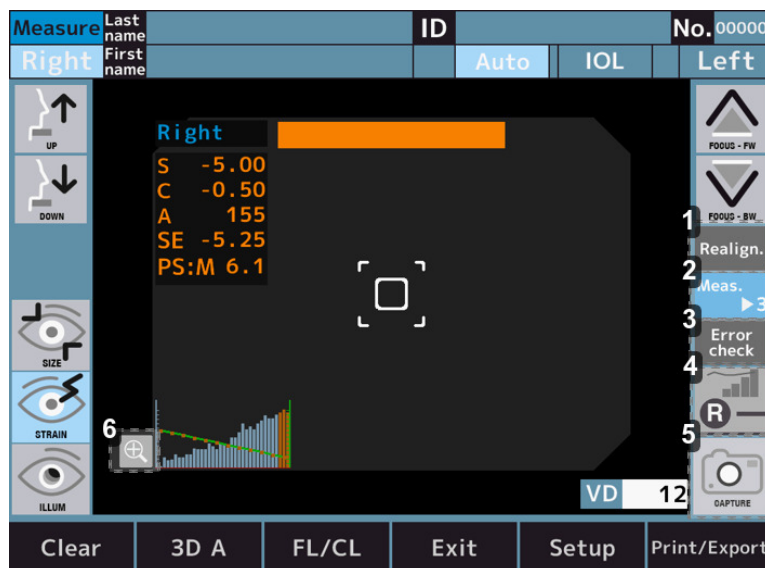 Measure Last name ID No. 00000
Right First name Auto IOL Left
UP
DOWN
SIZE
STRAIN
ILLUM
Right
S -5.00
C -0.50
A 155
SE -5.25
PS:M 6.1
6
FOCUS - FW
FOCUS - BW
1
Realign.
2
Meas.
▶3
3
Error
check
4
R
5
CAPTURE
VD 12
Clear 3D A FL/CL Exit Setup Print/Export